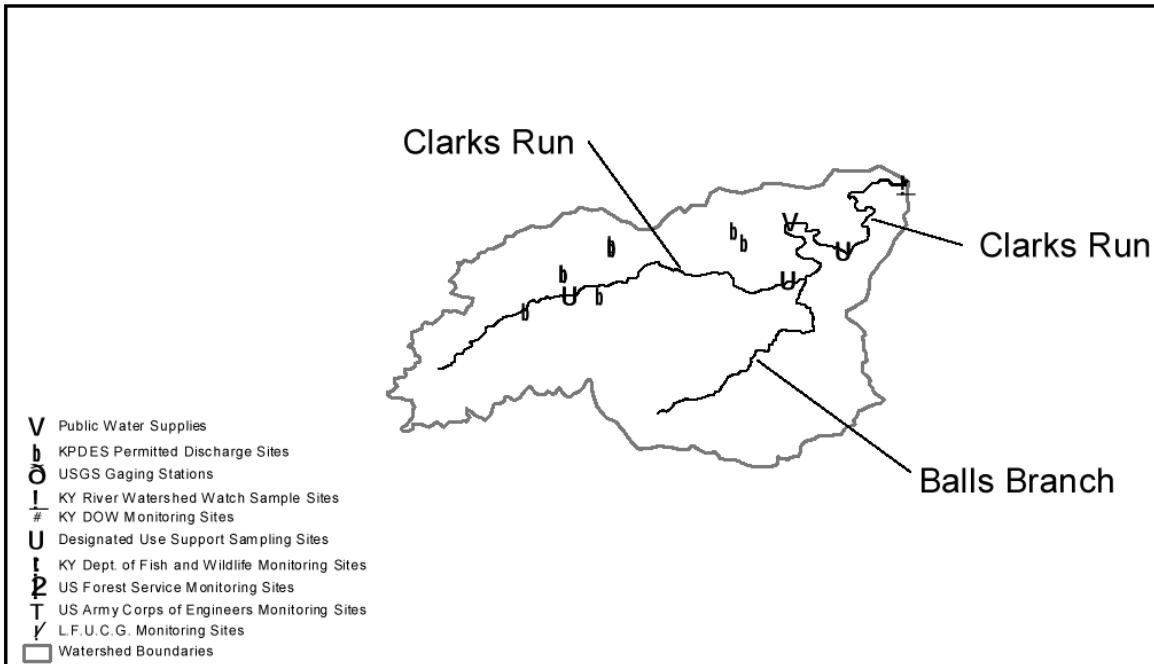 Clarks Run
Clarks Run
Balls Branch
V Public Water Supplies
b KPDES Permitted Discharge Sites
ð USGS Gaging Stations
! KY River Watershed Watch Sample Sites
# KY DOW Monitoring Sites
U Designated Use Support Sampling Sites
KY Dept. of Fish and Wildlife Monitoring Sites
2 US Forest Service Monitoring Sites
T US Army Corps of Engineers Monitoring Sites
L.F.U.C.G. Monitoring Sites
Watershed Boundaries